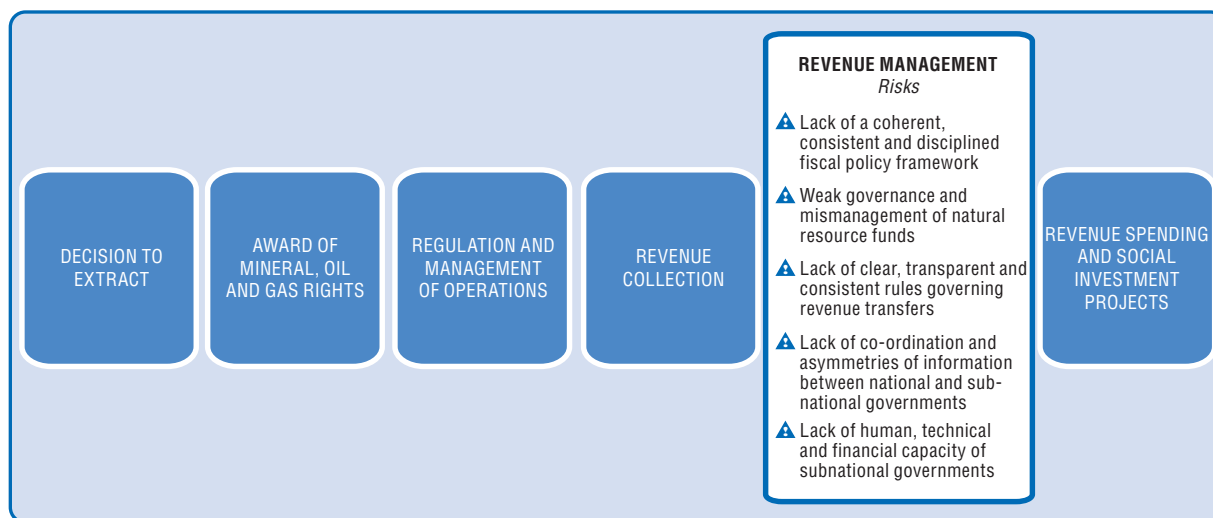 DECISION TO
EXTRACT
AWARD OF
MINERAL, OIL
AND GAS RIGHTS
REGULATION AND
MANAGEMENT
OF OPERATIONS
REVENUE
COLLECTION
REVENUE MANAGEMENT
Risks
Lack of a coherent,
consistent and disciplined
fiscal policy framework
Weak governance and
mismanagement of natural
resource funds
Lack of clear, transparent and
consistent rules governing
revenue transfers
Lack of co-ordination and
asymmetries of information
between national and sub-
national governments
Lack of human, technical
and financial capacity of
subnational governments
REVENUE SPENDING
AND SOCIAL
INVESTMENT
PROJECTS